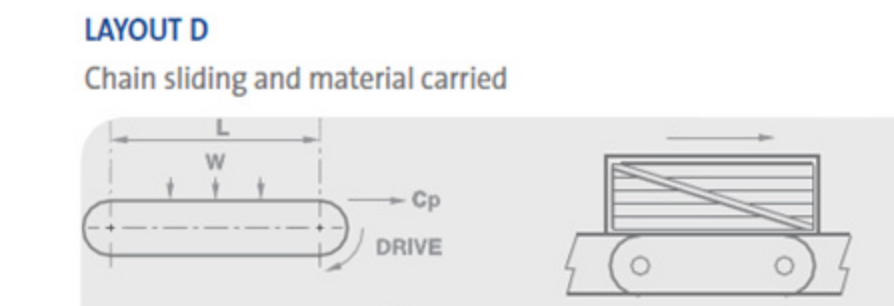 LAYOUT D
Chain sliding and material carried
L
W
Cp
DRIVE